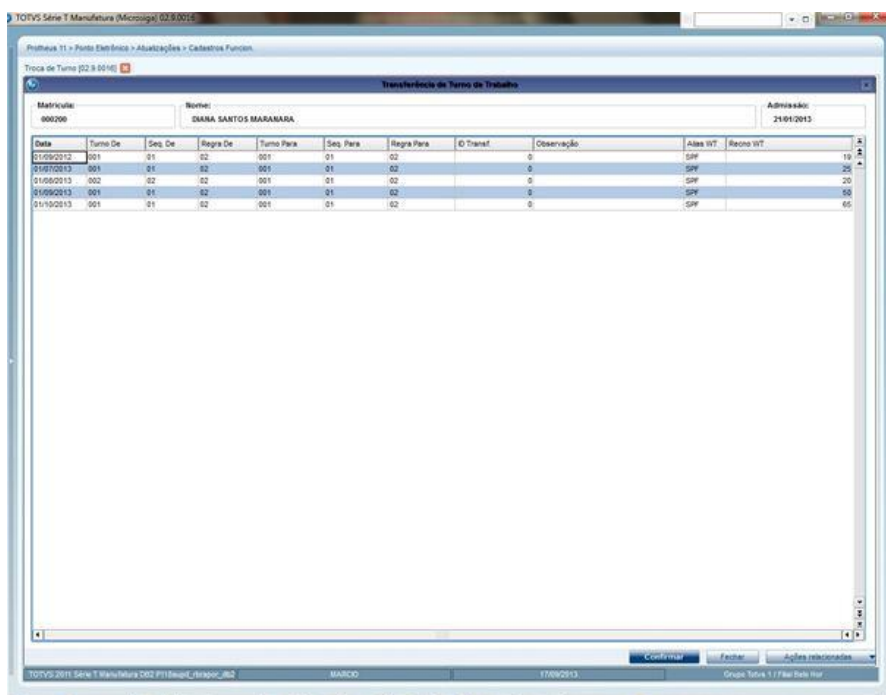 TOTVS Série T Manufatura (Microsiga) 02.9.0016
Protheus 11 > Ponto Eletrônico > Atualizações > Cadastros Funcion.
Troca de Turno [02.9.0016]
Transferência de Turno de Trabalho
Matrícula: Nome: Admissão:
000200 DIANA SANTOS MARANARA 21/01/2013
Data Turno De Seq. De Regra De Turno Para Seq. Para Regra Para ID Transf. Observação Alias WT Recno WT
01/09/2012 001 01 02 001 01 02 0 SPF 19
01/07/2013 001 01 02 001 01 02 0 SPF 25
01/08/2013 002 02 02 001 01 02 0 SPF 20
01/09/2013 001 01 02 001 01 02 0 SPF 50
01/10/2013 001 01 02 001 01 02 0 SPF 65
Confirmar Fechar Ações relacionadas
TOTVS 2011 Série T Manufatura MARCIO 17/09/2013 Grupo Totvs 1 / Filial Belo Hor